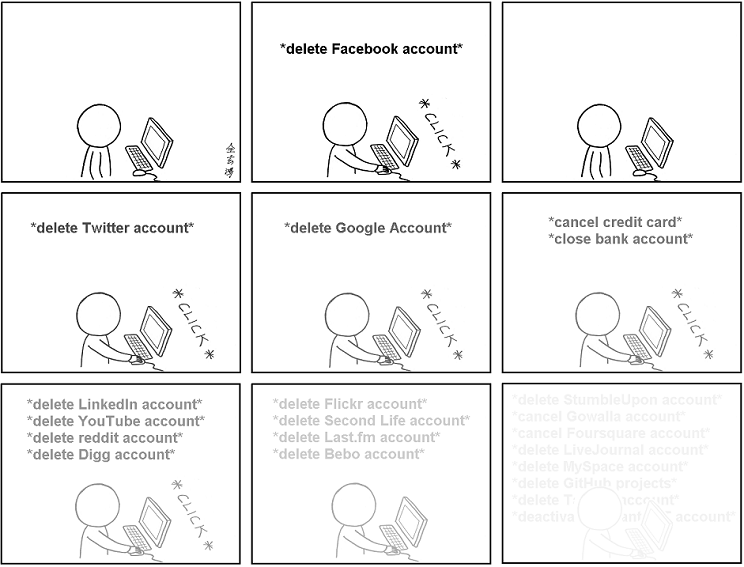 *delete Facebook account*
*CLICK*
*delete Twitter account*
*CLICK*
*delete Google Account*
*CLICK*
*cancel credit card*
*close bank account*
*CLICK*
*delete LinkedIn account*
*delete YouTube account*
*delete reddit account*
*delete Digg account*
*CLICK*
*delete Flickr account*
*delete Second Life account*
*delete Last.fm account*
*delete Bebo account*
*delete StumbleUpon account*
*cancel Gowalla account*
*cancel Foursquare account*
*delete LiveJournal account*
*delete MySpace account*
*delete GitHub projects*
*delete account*
account*